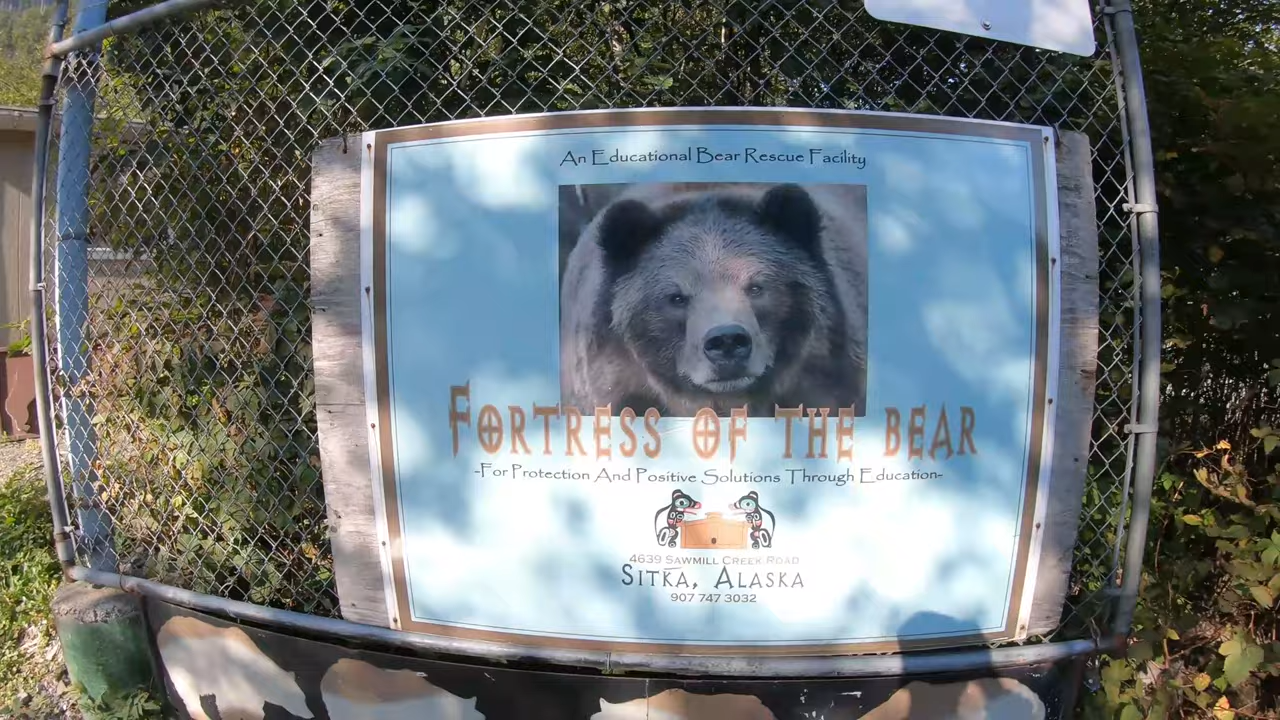 An Educational Bear Rescue Facility
Fortress of the Bear
-For Protection And Positive Solutions Through Education-
4639 Sawmill Creek Road
Sitka, Alaska
907 747 3032